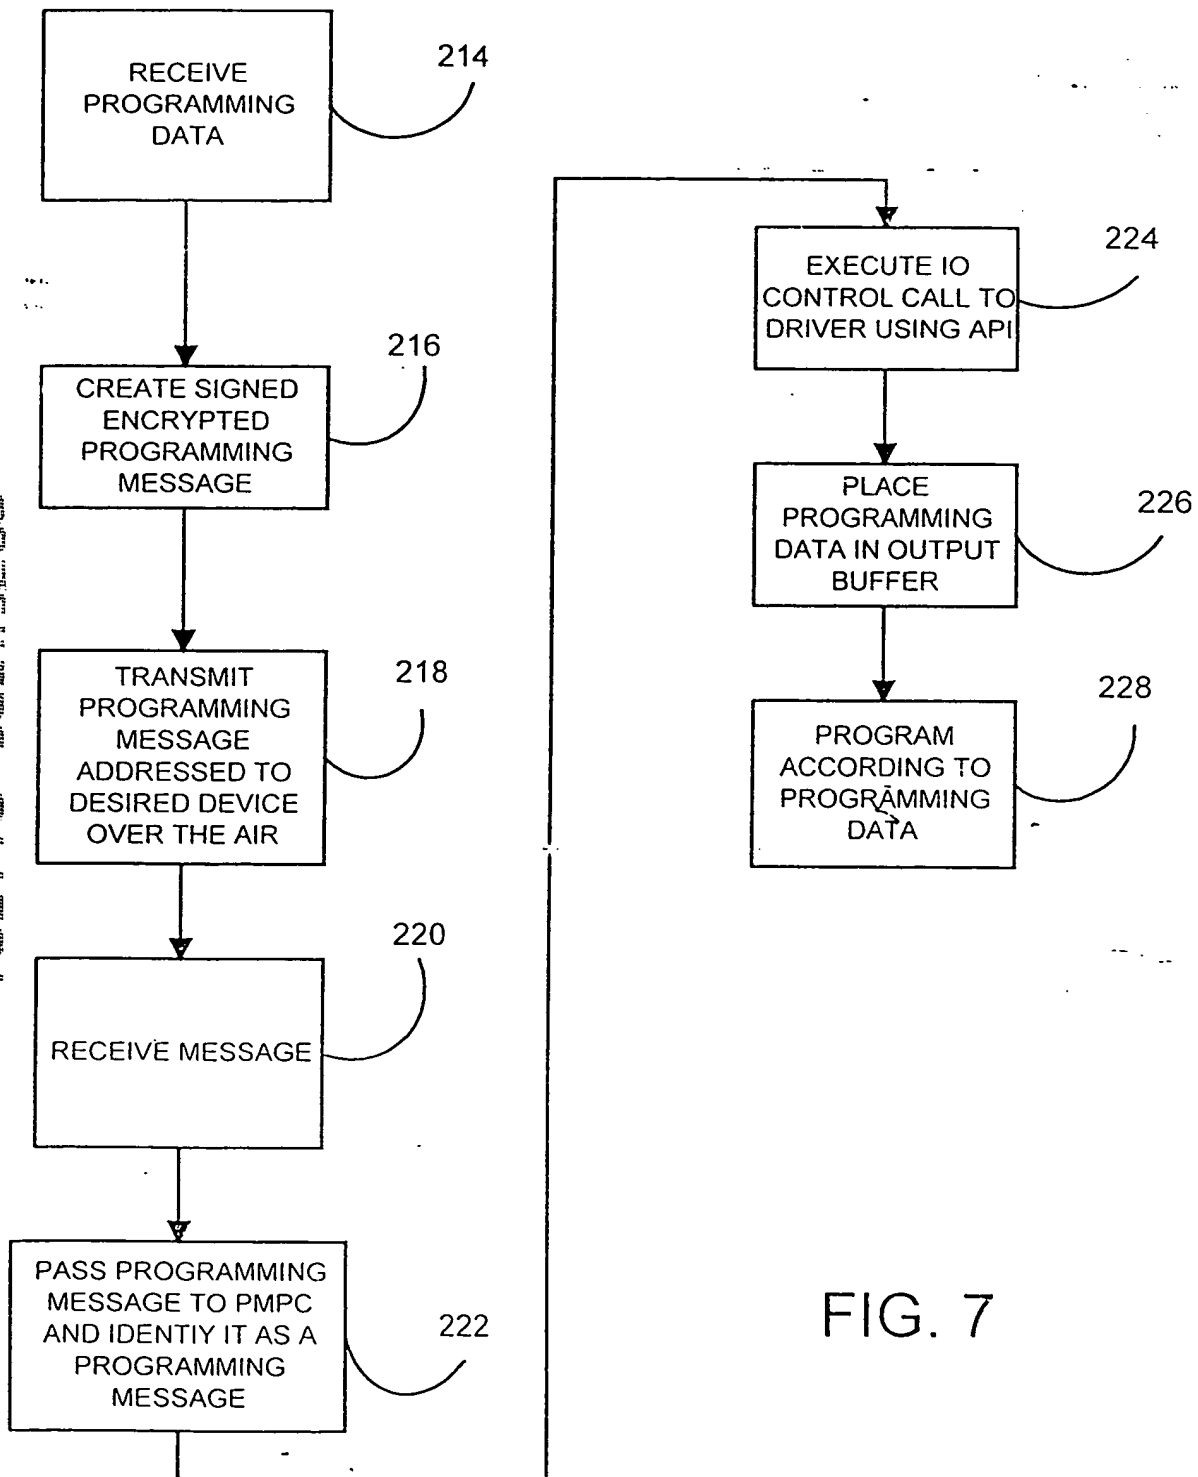 RECEIVE
PROGRAMMING
DATA
214
CREATE SIGNED
ENCRYPTED
PROGRAMMING
MESSAGE
216
TRANSMIT
PROGRAMMING
MESSAGE
ADDRESSED TO
DESIRED DEVICE
OVER THE AIR
218
RECEIVE MESSAGE
220
PASS PROGRAMMING
MESSAGE TO PMPC
AND IDENTIY IT AS A
PROGRAMMING
MESSAGE
222
EXECUTE IO
CONTROL CALL TO
DRIVER USING API
224
PLACE
PROGRAMMING
DATA IN OUTPUT
BUFFER
226
PROGRAM
ACCORDING TO
PROGRAMMING
DATA
228
FIG. 7